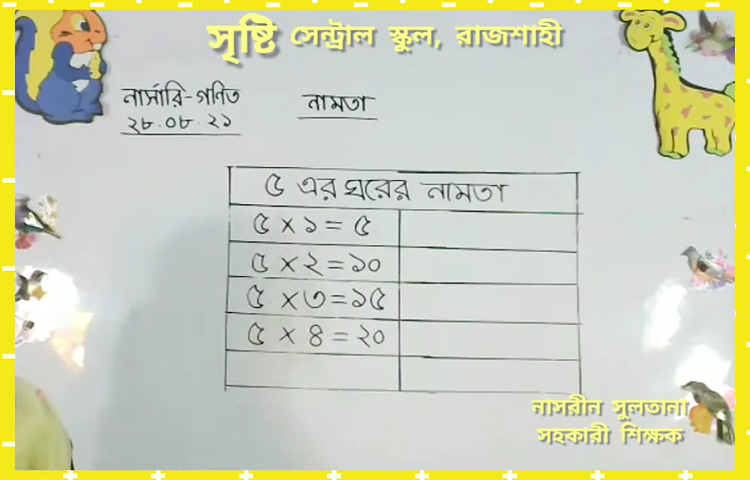 সৃষ্টি সেন্ট্রাল স্কুল, রাজশাহী
নার্সারি-গণিত
২৮.০৮.২১
নামতা
৫ এর ঘরের নামতা
৫ × ১ = ৫
৫ × ২ = ১০
৫ × ৩ = ১৫
৫ × ৪ = ২০
নাসরীন সুলতানা
সহকারী শিক্ষক